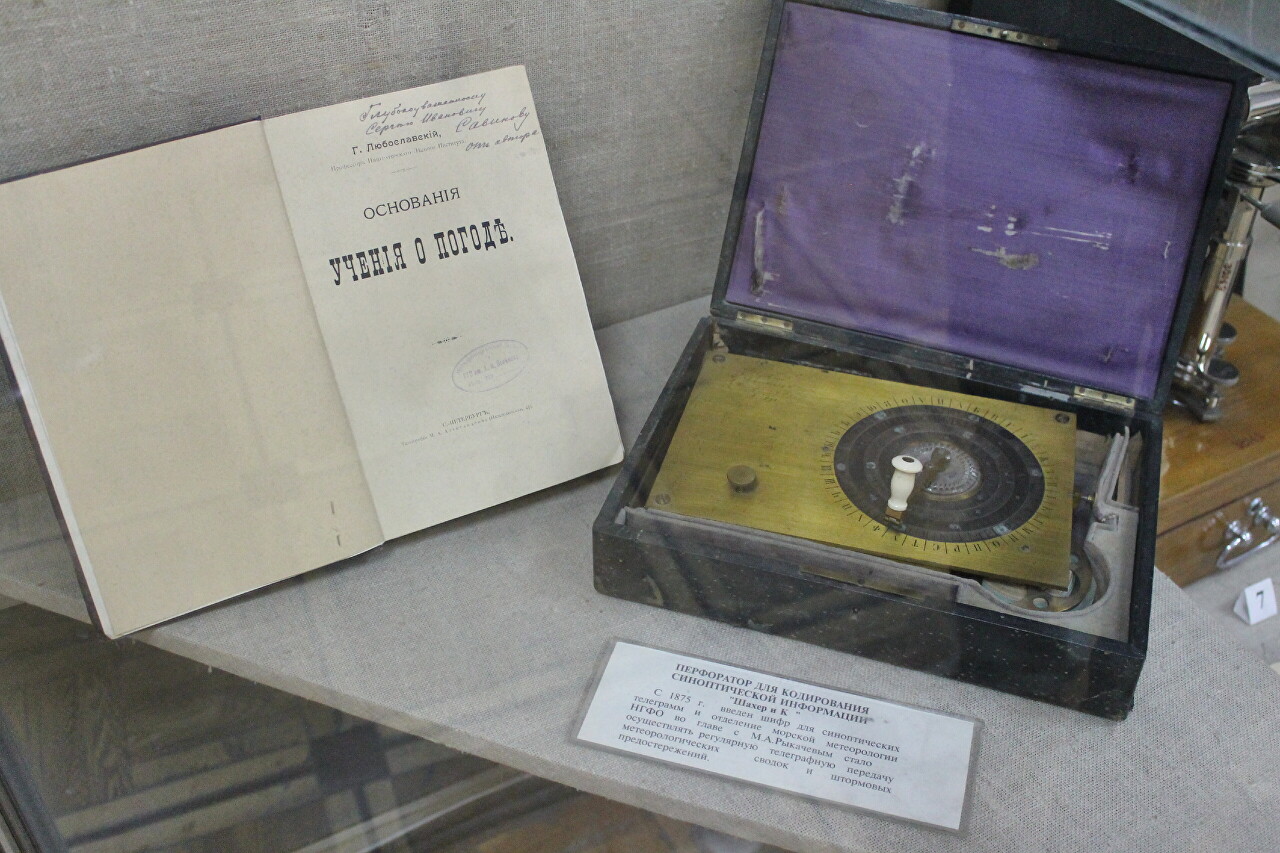 Глубокоуважаемому
Сергею Ивановичу
Савинову
отъ автора
Г. Любославскій,
ОСНОВАНІЯ
УЧЕНІЯ О ПОГОДѢ.
С.-ПЕТЕРБУРГЪ.
ПЕРФОРАТОР ДЛЯ КОДИРОВАНИЯ
СИНОПТИЧЕСКОЙ ИНФОРМАЦИИ
"Шахер и К°"
С 1875 г. введен шифр для синоптических
телеграмм и отделение морской метеорологии
НГФО во главе с М.А.Рыкачевым стало
осуществлять регулярную телеграфную передачу
метеорологических сводок и штормовых
предостережений.
7